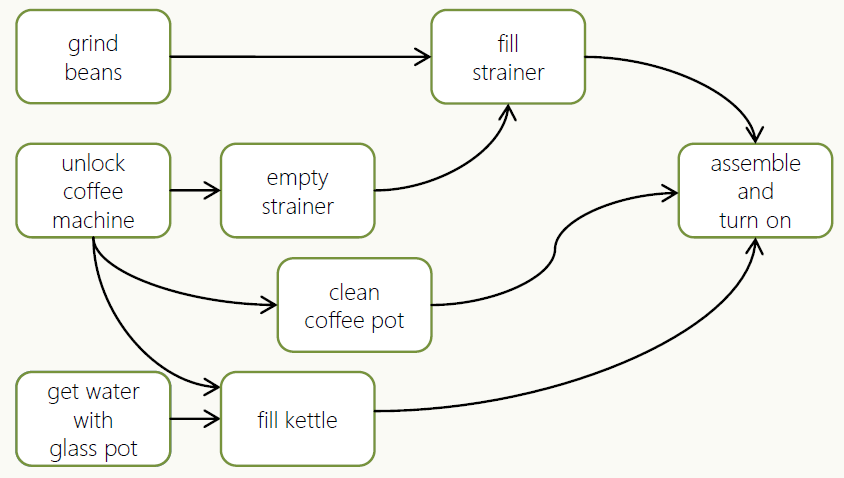 grind
beans
fill
strainer
unlock
coffee
machine
empty
strainer
assemble
and
turn on
clean
coffee pot
get water
with
glass pot
fill kettle